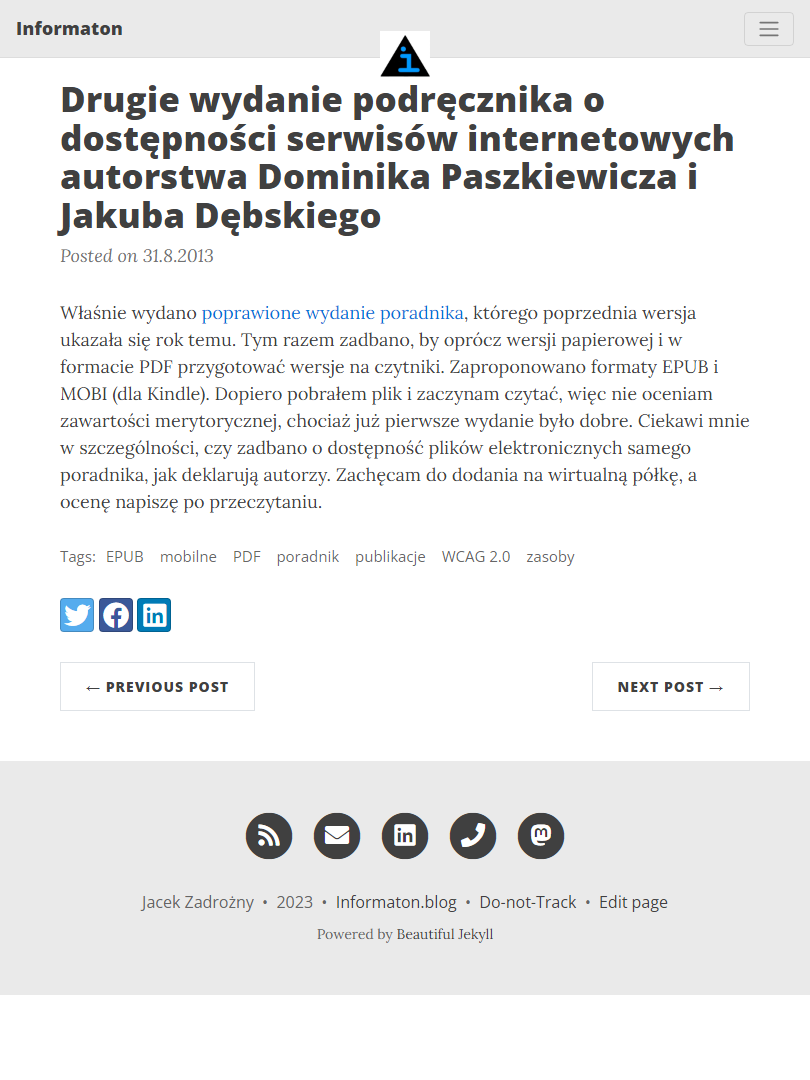 Informaton
Drugie wydanie podręcznika o
dostępności serwisów internetowych
autorstwa Dominika Paszkiewicza i
Jakuba Dębskiego
Posted on 31.8.2013
Właśnie wydano poprawione wydanie poradnika, którego poprzednia wersja
ukazała się rok temu. Tym razem zadbano, by oprócz wersji papierowej i w
formacie PDF przygotować wersje na czytniki. Zaproponowano formaty EPUB i
MOBI (dla Kindle). Dopiero pobrałem plik i zaczynam czytać, więc nie oceniam
zawartości merytorycznej, chociaż już pierwsze wydanie było dobre. Ciekawi mnie
w szczególności, czy zadbano o dostępność plików elektronicznych samego
poradnika, jak deklarują autorzy. Zachęcam do dodania na wirtualną półkę, a
ocenę napiszę po przeczytaniu.
Tags: EPUB mobilne PDF poradnik publikacje WCAG 2.0 zasoby
← PREVIOUS POST
NEXT POST →
Jacek Zadrożny • 2023 • Informaton.blog • Do-not-Track • Edit page
Powered by Beautiful Jekyll